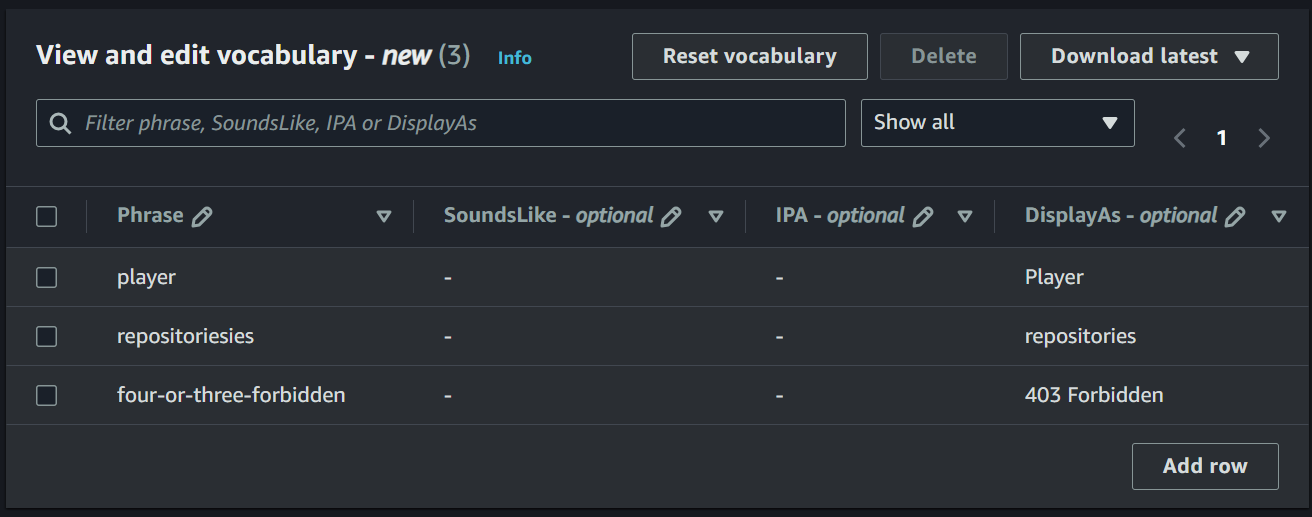 View and edit vocabulary - new (3) Info Reset vocabulary Delete Download latest
Filter phrase, SoundsLike, IPA or DisplayAs Show all 1
Phrase SoundsLike - optional IPA - optional DisplayAs - optional
player - - Player
repositoriesies - - repositories
four-or-three-forbidden - - 403 Forbidden
Add row